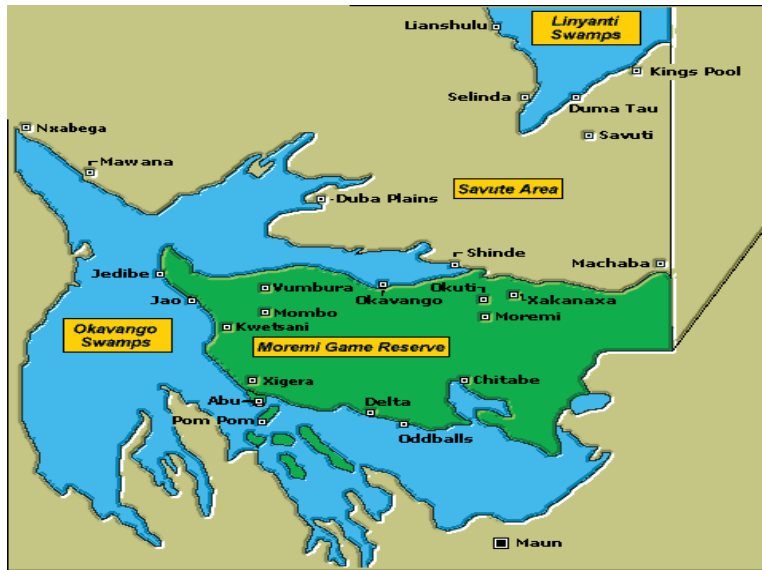 Lianshulu
Linyanti
Swamps
Kings Pool
Selinda
Duma Tau
Savuti
Nxabega
Mawana
Duba Plains
Savute Area
Shinde
Machaba
Jedibe
Vumbura
Okavango
Okuti
Xakanaxa
Jao
Mombo
Moremi
Kwetsani
Okavango
Swamps
Moremi Game Reserve
Xigera
Chitabe
Abu
Delta
Pom Pom
Oddballs
Maun